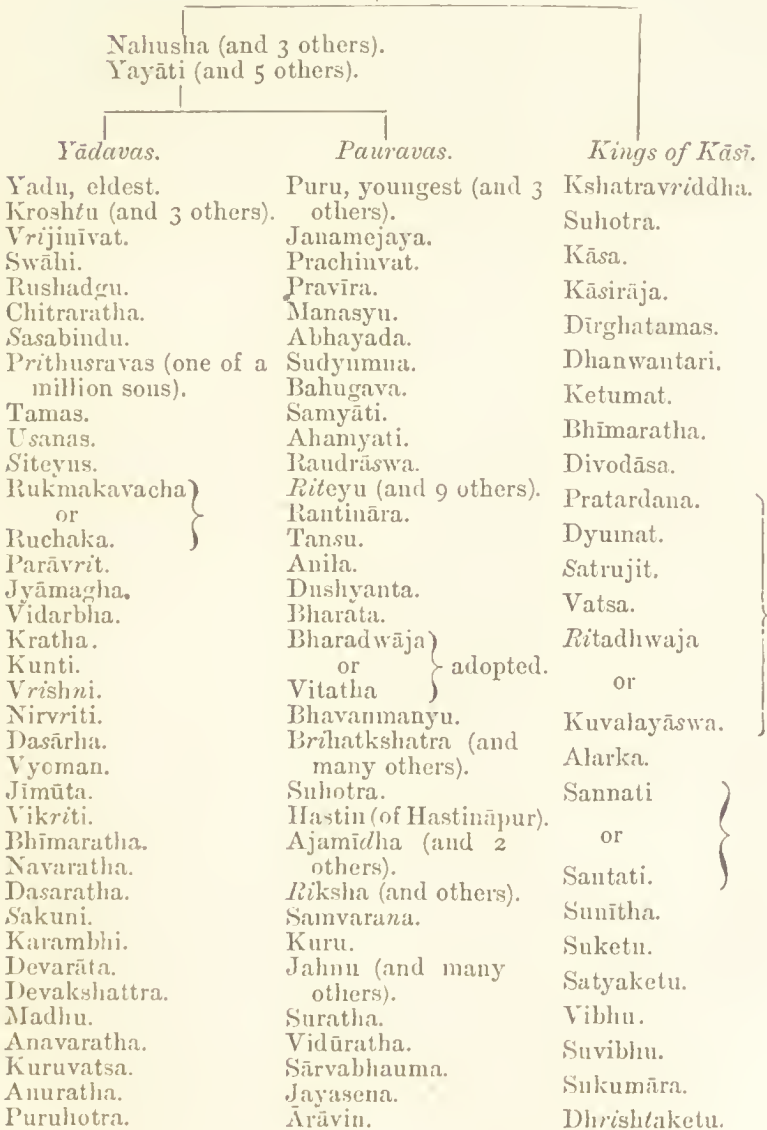 Nahusha (and 3 others).
Yayāti (and 5 others).
Yādavas.
Yadu, eldest.
Kroshtu (and 3 others).
Vrijinīvat.
Swāhi.
Rushadgu.
Chitraratha.
Sasabindu.
Prithusravas (one of a
million sons).
Tamas.
Usanas.
Siteyus.
Rukmakavacha
or
Ruchaka.
Parāvrit.
Jyāmagha.
Vidarbha.
Kratha.
Kunti.
Vrishni.
Nirvriti.
Dasārha.
Vyoman.
Jīmūta.
Vikriti.
Bhīmaratha.
Navaratha.
Dasaratha.
Sakuni.
Karambhi.
Devarāta.
Devakshattra.
Madhu.
Anavaratha.
Kuruvatsa.
Anuratha.
Puruhotra.
Pauravas.
Puru, youngest (and 3
others).
Janamejaya.
Prachinvat.
Pravīra.
Manasyu.
Abhayada.
Sudyumna.
Bahugava.
Samyāti.
Ahamyati.
Raudrāswa.
Riteyu (and 9 others).
Rantināra.
Tansu.
Anila.
Dushyanta.
Bharata.
Bharadwāja
or adopted.
Vitatha
Bhavanmanyu.
Brihatkshatra (and
many others).
Suhotra.
Hastin (of Hastināpur).
Ajamīdha (and 2
others).
Riksha (and others).
Samvarana.
Kuru.
Jahnu (and many
others).
Suratha.
Vidūratha.
Sārvabhauma.
Jayasena.
Ārāvin.
Kings of Kāsī.
Kshatravriddha.
Suhotra.
Kāsa.
Kāsirāja.
Dīrghatamas.
Dhanwantari.
Ketumat.
Bhīmaratha.
Divodāsa.
Pratardana.
Dyumat.
Satrujit.
Vatsa.
Ritadhwaja
or
Kuvalayāswa.
Alarka.
Sannati
or
Santati.
Sunītha.
Suketu.
Satyaketu.
Vibhu.
Suvibhu.
Sukumāra.
Dhrishtaketu.